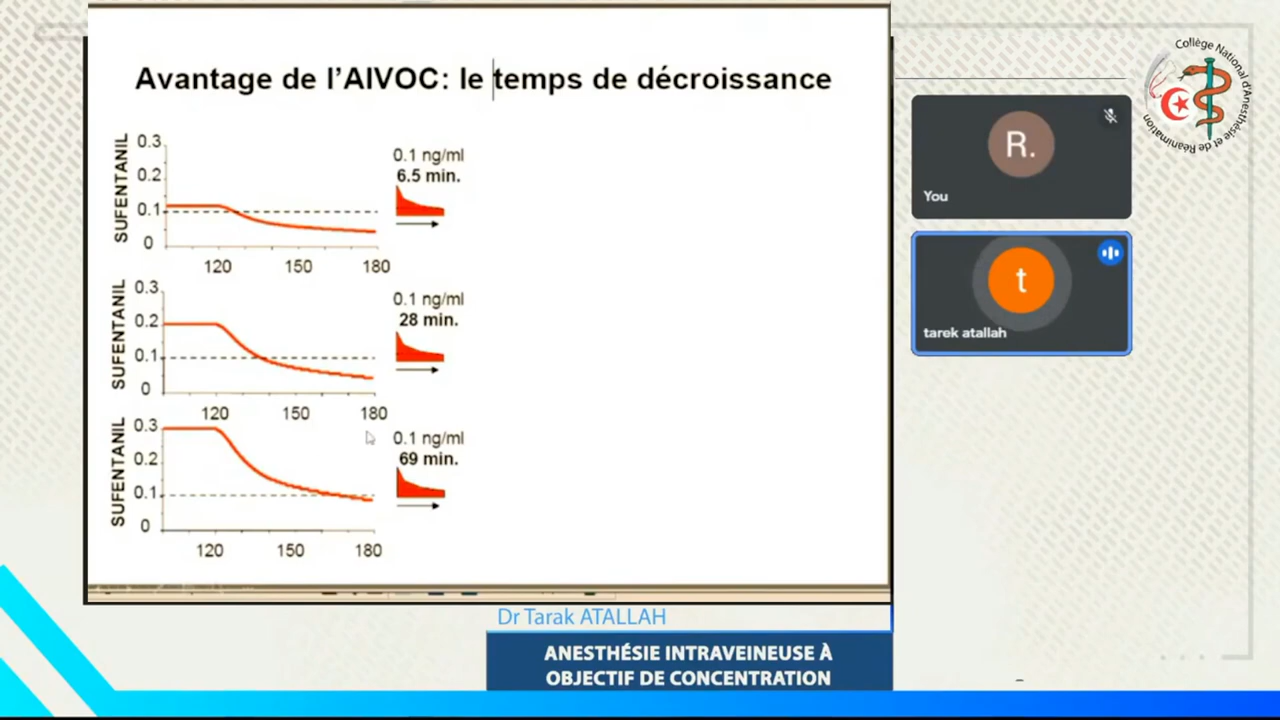 Avantage de l'AIVOC: le temps de décroissance
SUFENTANIL
0.3
0.2
0.1
0
120
150
180
0.1 ng/ml
6.5 min.
SUFENTANIL
0.3
0.2
0.1
0
120
150
180
0.1 ng/ml
28 min.
SUFENTANIL
0.3
0.2
0.1
0
120
150
180
0.1 ng/ml
69 min.
R.
You
t
tarek atallah
Collège National d'Anesthésie et de Réanimation
Dr Tarak ATALLAH
ANESTHÉSIE INTRAVEINEUSE À
OBJECTIF DE CONCENTRATION